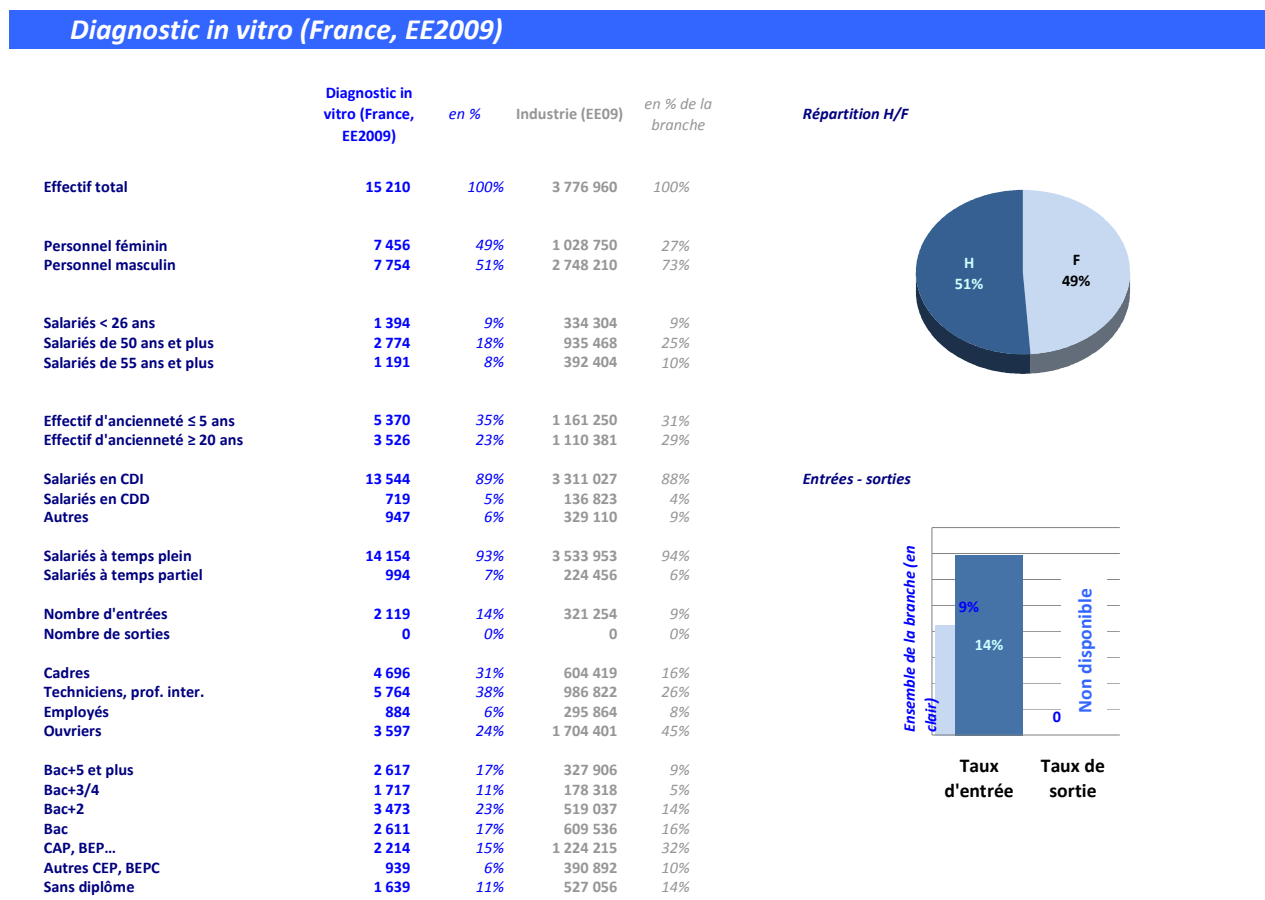 Diagnostic in vitro (France, EE2009)
Diagnostic in
vitro (France,
EE2009)
en %
Industrie (EE09)
en % de la
branche
Répartition H/F
Effectif total 15 210 100% 3 776 960 100%
Personnel féminin 7 456 49% 1 028 750 27%
Personnel masculin 7 754 51% 2 748 210 73%
H
51%
F
49%
Salariés < 26 ans 1 394 9% 334 304 9%
Salariés de 50 ans et plus 2 774 18% 935 468 25%
Salariés de 55 ans et plus 1 191 8% 392 404 10%
Effectif d'ancienneté ≤ 5 ans 5 370 35% 1 161 250 31%
Effectif d'ancienneté ≥ 20 ans 3 526 23% 1 110 381 29%
Salariés en CDI 13 544 89% 3 311 027 88%
Salariés en CDD 719 5% 136 823 4%
Autres 947 6% 329 110 9%
Salariés à temps plein 14 154 93% 3 533 953 94%
Salariés à temps partiel 994 7% 224 456 6%
Nombre d'entrées 2 119 14% 321 254 9%
Nombre de sorties 0 0% 0 0%
Cadres 4 696 31% 604 419 16%
Techniciens, prof. inter. 5 764 38% 986 822 26%
Employés 884 6% 295 864 8%
Ouvriers 3 597 24% 1 704 401 45%
Bac+5 et plus 2 617 17% 327 906 9%
Bac+3/4 1 717 11% 178 318 5%
Bac+2 3 473 23% 519 037 14%
Bac 2 611 17% 609 536 16%
CAP, BEP... 2 214 15% 1 224 215 32%
Autres CEP, BEPC 939 6% 390 892 10%
Sans diplôme 1 639 11% 527 056 14%
Entrées - sorties
Ensemble de la branche (en
clair)
9%
14%
0
Non disponible
Taux
d'entrée
Taux de
sortie